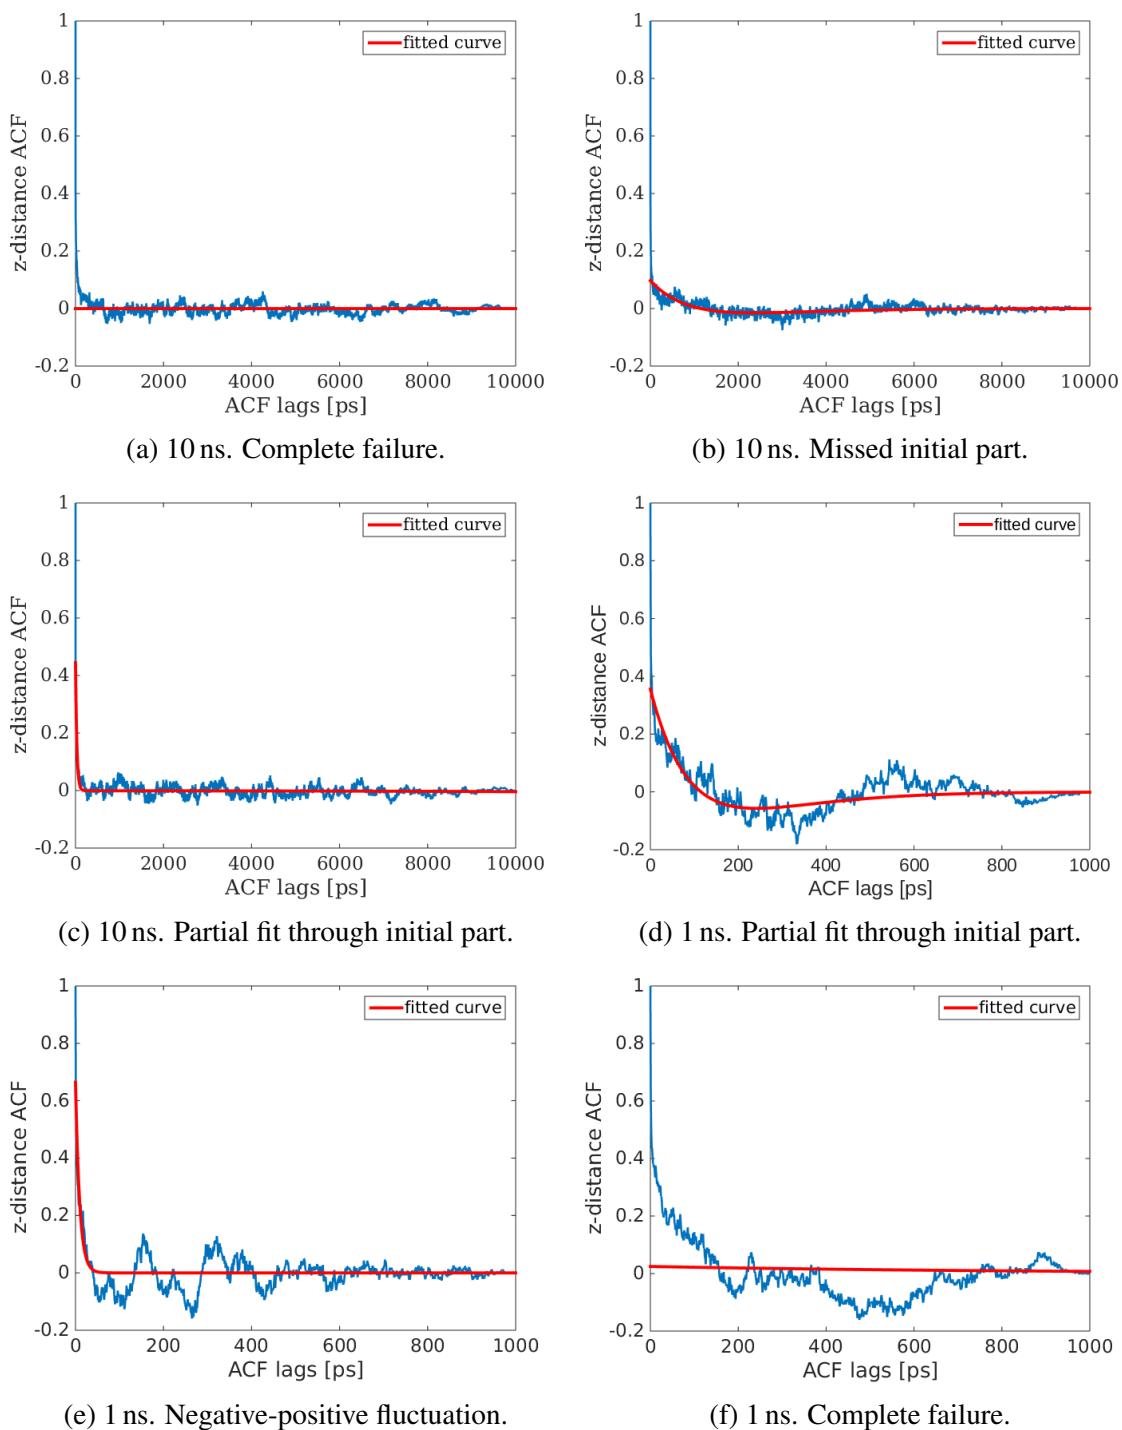 1
0.8
0.6
0.4
0.2
0
-0.2
z-distance ACF
fitted curve
0 2000 4000 6000 8000 10000
ACF lags [ps]
(a) 10 ns. Complete failure.
1
0.8
0.6
0.4
0.2
0
-0.2
z-distance ACF
fitted curve
0 2000 4000 6000 8000 10000
ACF lags [ps]
(b) 10 ns. Missed initial part.
1
0.8
0.6
0.4
0.2
0
-0.2
z-distance ACF
fitted curve
0 2000 4000 6000 8000 10000
ACF lags [ps]
(c) 10 ns. Partial fit through initial part.
1
0.8
0.6
0.4
0.2
0
-0.2
z-distance ACF
fitted curve
0 200 400 600 800 1000
ACF lags [ps]
(d) 1 ns. Partial fit through initial part.
1
0.8
0.6
0.4
0.2
0
-0.2
z-distance ACF
fitted curve
0 200 400 600 800 1000
ACF lags [ps]
(e) 1 ns. Negative-positive fluctuation.
1
0.8
0.6
0.4
0.2
0
-0.2
z-distance ACF
fitted curve
0 200 400 600 800 1000
ACF lags [ps]
(f) 1 ns. Complete failure.